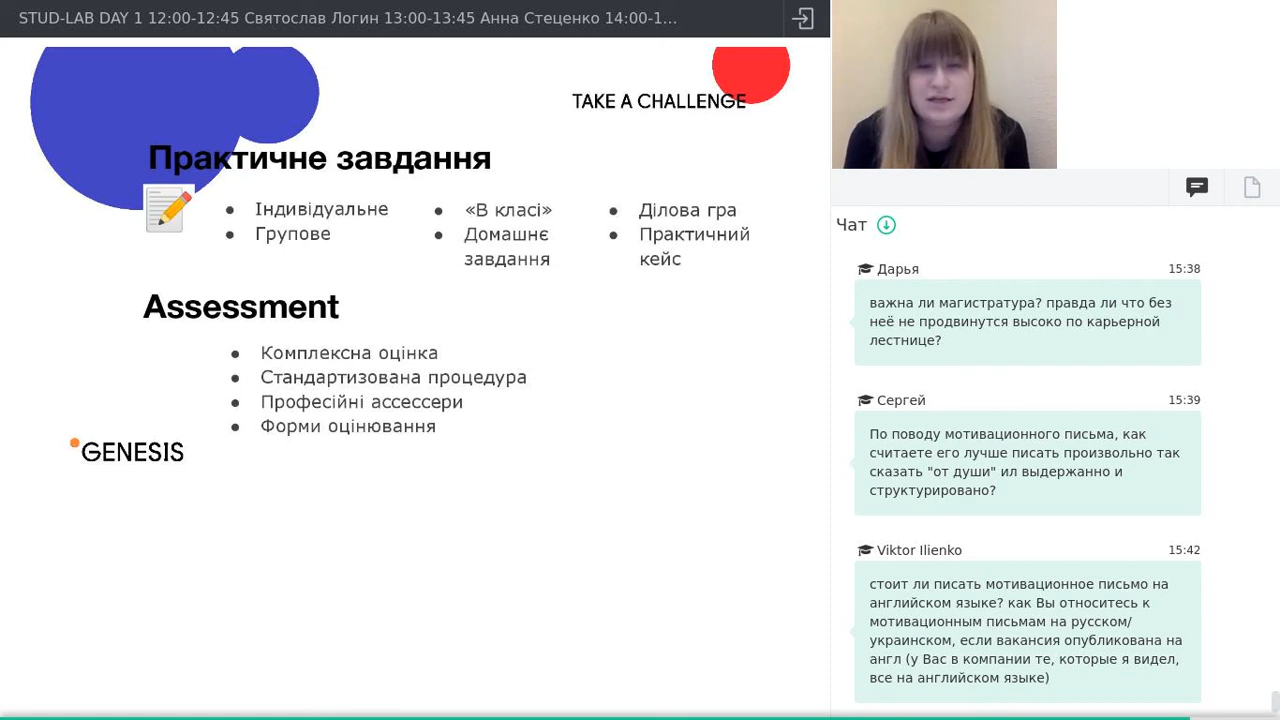 STUD-LAB DAY 1 12:00-12:45 Святослав Логин 13:00-13:45 Анна Стеценко 14:00-1...
TAKE A CHALLENGE
Практичне завдання
Індивідуальне
Групове
«В класі»
Домашнє
завдання
Ділова гра
Практичний
кейс
Assessment
Комплексна оцінка
Стандартизована процедура
Професійні ассессери
Форми оцінювання
GENESIS
Чат
Дарья 15:38
важна ли магистратура? правда ли что без
неё не продвинутся высоко по карьерной
лестнице?
Сергей 15:39
По поводу мотивационного письма, как
считаете его лучше писать произвольно так
сказать "от души" ил выдержанно и
структурировано?
Viktor Ilienko 15:42
стоит ли писать мотивационное письмо на
английском языке? как Вы относитесь к
мотивационным письмам на русском/
украинском, если вакансия опубликована на
англ (у Вас в компании те, которые я видел,
все на английском языке)